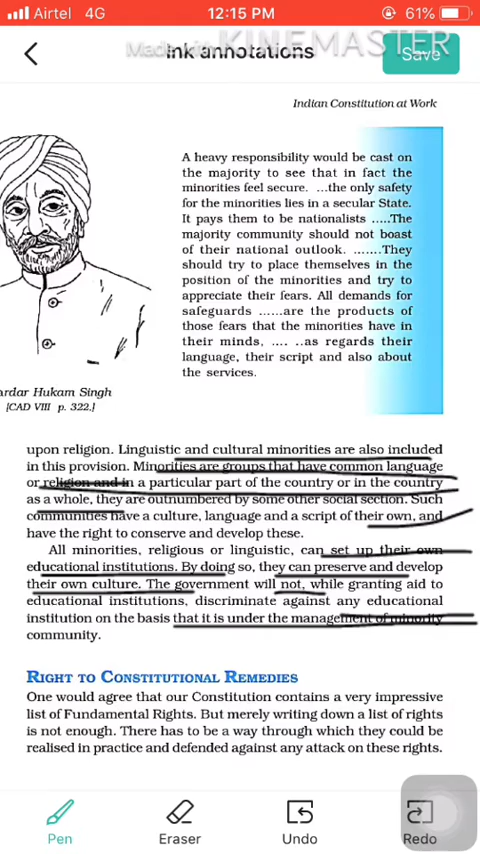 Airtel 4G 12:15 PM 61%
Made with KINEMASTER
Ink annotations
Save
Indian Constitution at Work
A heavy responsibility would be cast on
the majority to see that in fact the
minorities feel secure. ...the only safety
for the minorities lies in a secular State.
It pays them to be nationalists .....The
majority community should not boast
of their national outlook. .......They
should try to place themselves in the
position of the minorities and try to
appreciate their fears. All demands for
safeguards ......are the products of
those fears that the minorities have in
their minds, .... ..as regards their
language, their script and also about
the services.
ardar Hukam Singh
[CAD VIII p. 322.]
upon religion. Linguistic and cultural minorities are also included
in this provision. Minorities are groups that have common language
or religion and in a particular part of the country or in the country
as a whole, they are outnumbered by some other social section. Such
communities have a culture, language and a script of their own, and
have the right to conserve and develop these.
All minorities, religious or linguistic, can set up their own
educational institutions. By doing so, they can preserve and develop
their own culture. The government will not, while granting aid to
educational institutions, discriminate against any educational
institution on the basis that it is under the management of minority
community.
RIGHT TO CONSTITUTIONAL REMEDIES
One would agree that our Constitution contains a very impressive
list of Fundamental Rights. But merely writing down a list of rights
is not enough. There has to be a way through which they could be
realised in practice and defended against any attack on these rights.
Pen Eraser Undo Redo